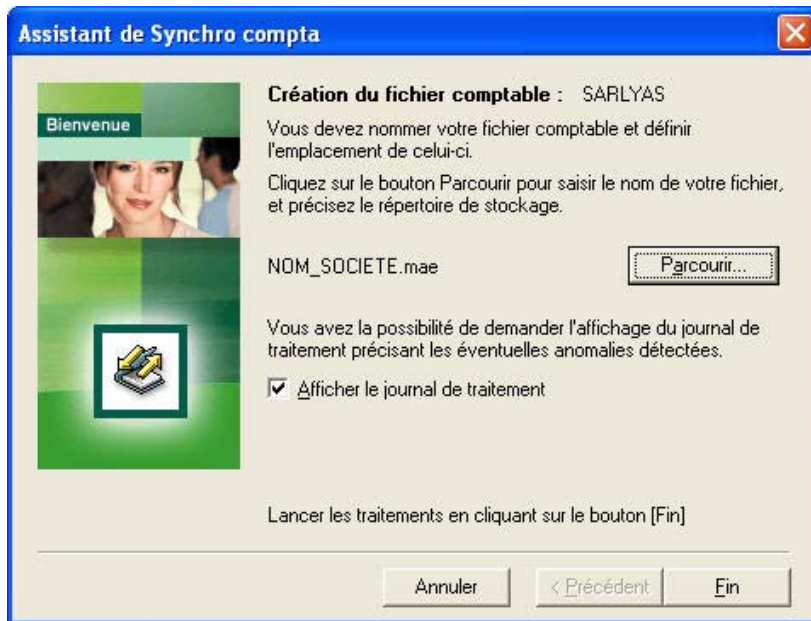 Assistant de Synchro compta
Bienvenue
Création du fichier comptable : SARLYAS
Vous devez nommer votre fichier comptable et définir
l'emplacement de celui-ci.
Cliquez sur le bouton Parcourir pour saisir le nom de votre fichier,
et précisez le répertoire de stockage.
NOM_SOCIETE.mae
Parcourir...
Vous avez la possibilité de demander l'affichage du journal de
traitement précisant les éventuelles anomalies détectées.
Afficher le journal de traitement
Lancer les traitements en cliquant sur le bouton [Fin]
Annuler
< Précédent
Fin